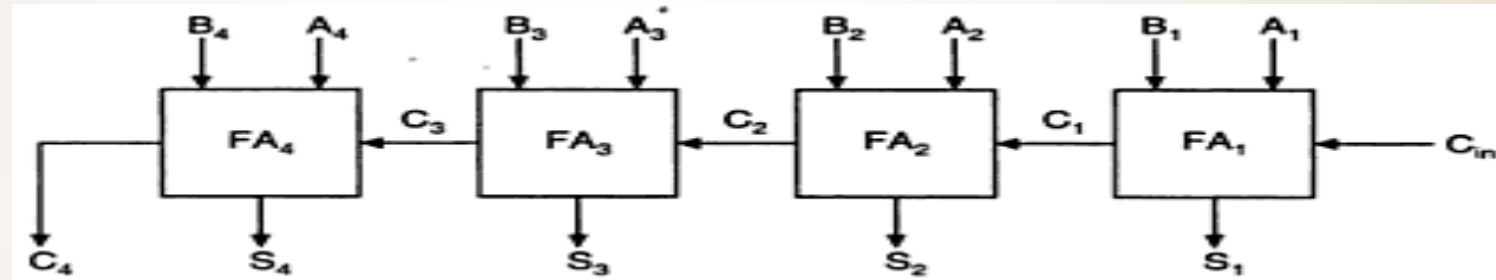 B₄ A₄ B₃ A₃ B₂ A₂ B₁ A₁
C₃ C₂ C₁
FA₄ FA₃ FA₂ FA₁ Cᵢₙ
C₄ S₄ S₃ S₂ S₁